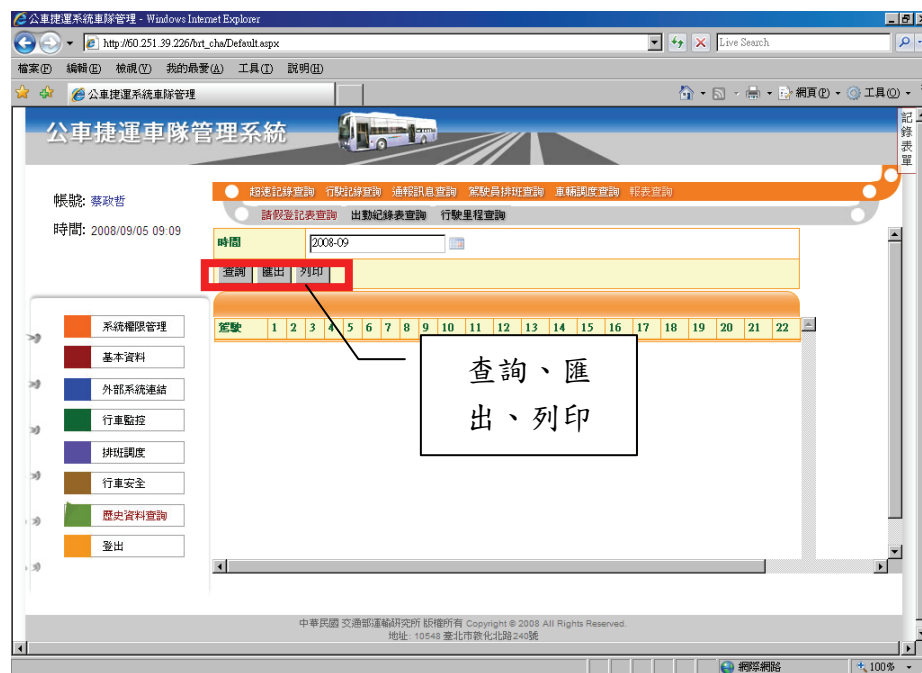 公車捷運系統車隊管理 - Windows Internet Explorer
http://60.251.39.226/brt_cha/Default.aspx
Live Search
檔案(F) 編輯(E) 檢視(V) 我的最愛(A) 工具(T) 說明(H)
公車捷運系統車隊管理
網頁(P) 工具(O)
公車捷運車隊管理系統
記錄表單
帳號: 蔡政哲
時間: 2008/09/05 09:09
超速記錄查詢 行駛記錄查詢 通報訊息查詢 駕駛員排班查詢 車輛調度查詢 報表查詢
請假登記表查詢 出勤紀錄表查詢 行駛里程查詢
時間 2008-09
查詢 匯出 列印
駕駛 1 2 3 4 5 6 7 8 9 10 11 12 13 14 15 16 17 18 19 20 21 22
查詢、匯
出、列印
系統權限管理
基本資料
外部系統連結
行車監控
排班調度
行車安全
歷史資料查詢
登出
中華民國 交通部運輸研究所 版權所有 Copyright © 2008 All Rights Reserved.
地址: 10548 臺北市敦化北路240號
網際網路 100%